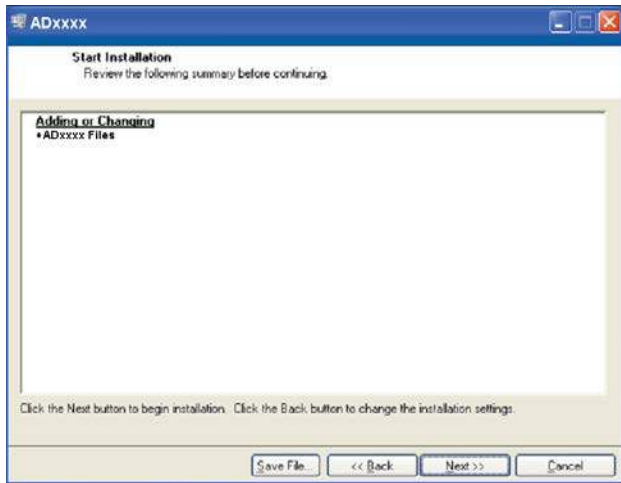 ADxxxx
Start Installation
Review the following summary before continuing.
Adding or Changing
•ADxxxx Files
Click the Next button to begin installation. Click the Back button to change the installation settings.
Save File... << Back Next >> Cancel